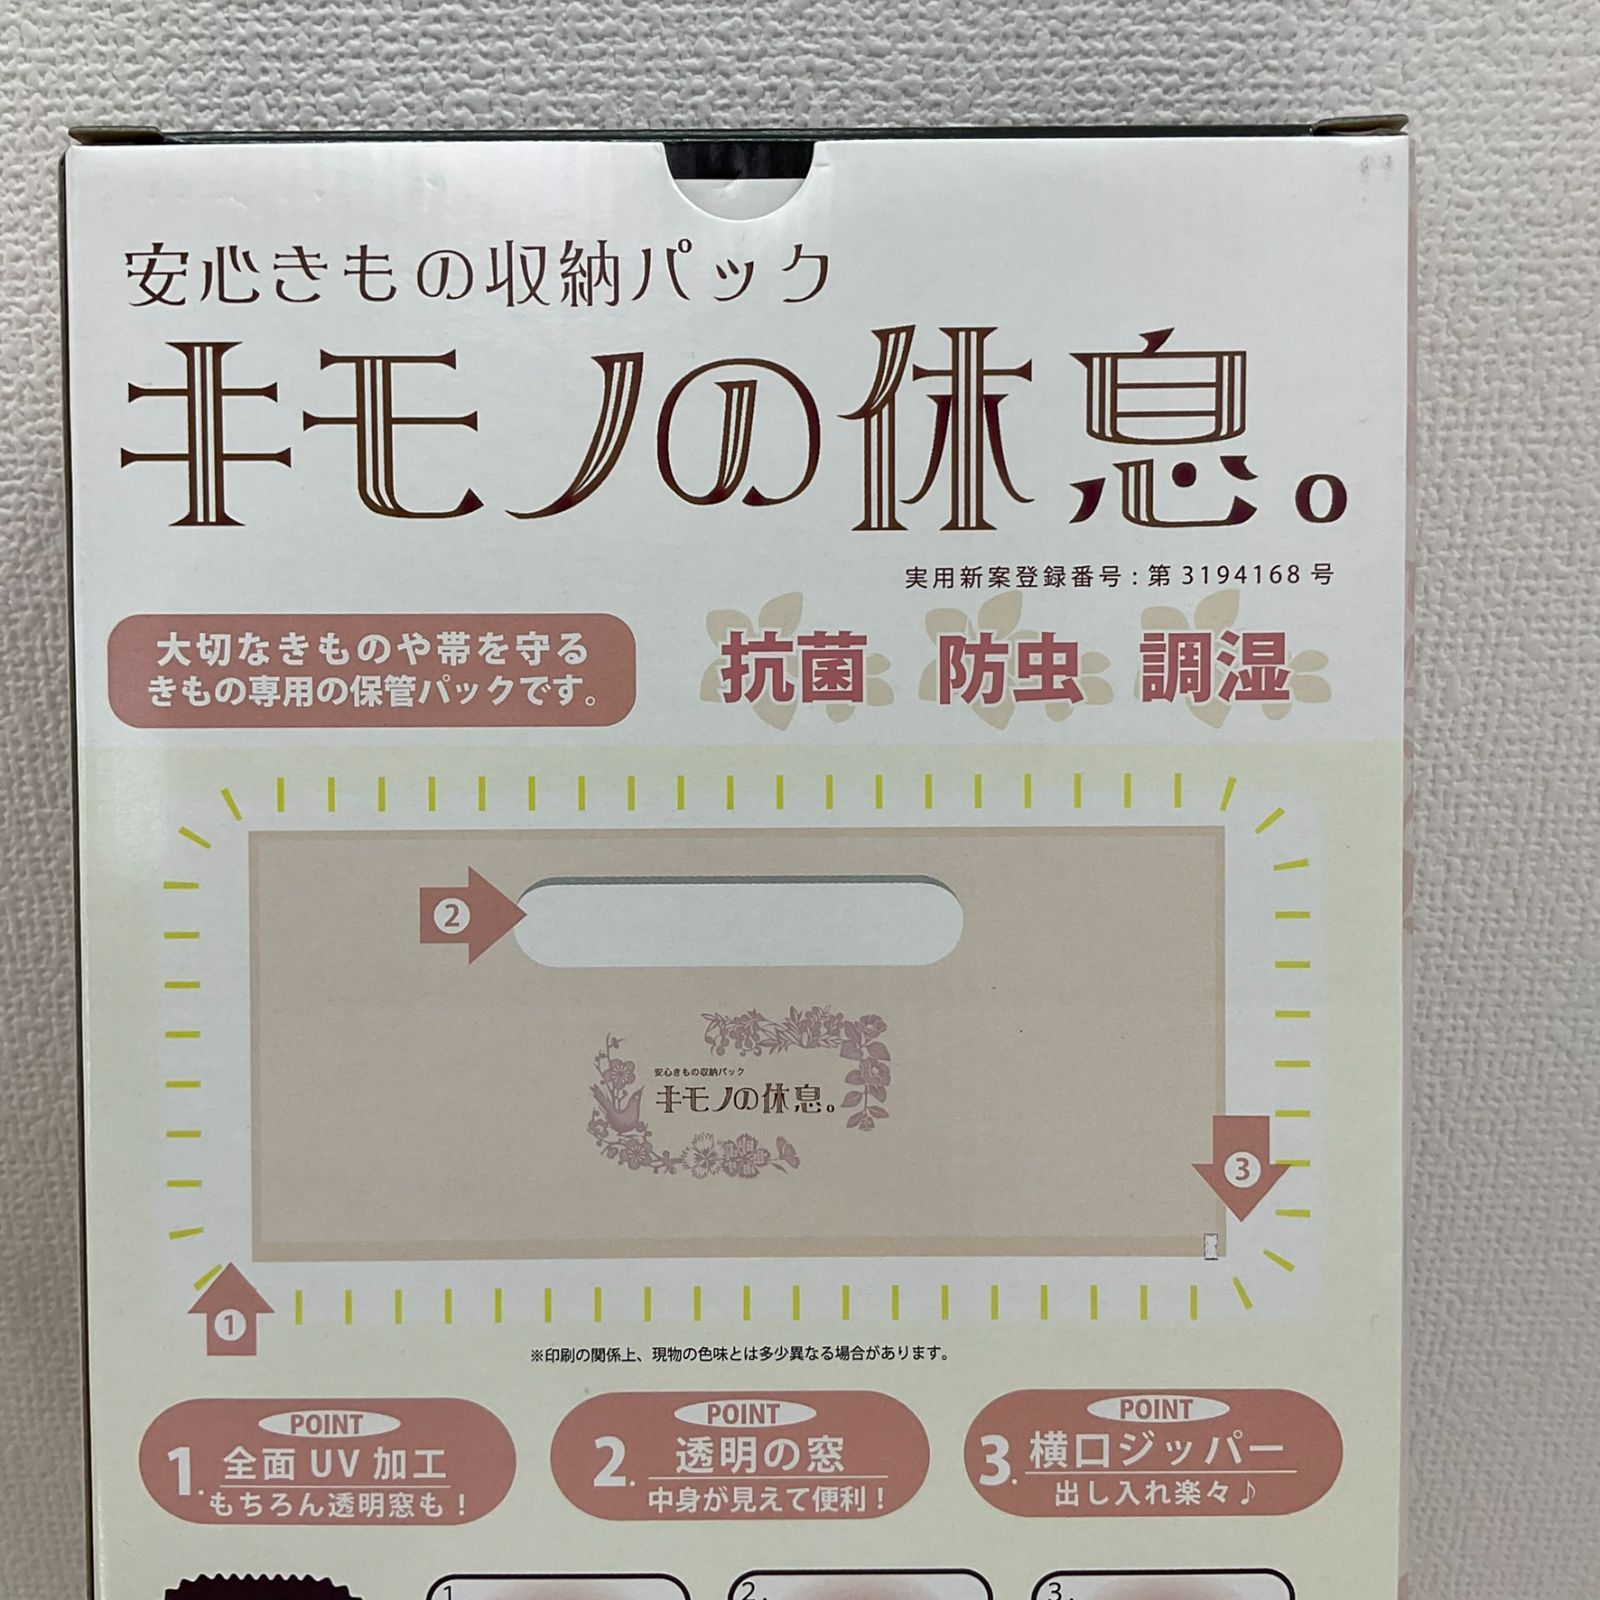 安心きもの収納パック
キモノの休息。
実用新案登録番号：第3194168号
大切なきものや帯を守る
きもの専用の保管パックです。
抗菌 防虫 調湿
2
安心きもの収納パック
キモノの休息。
3
1
※印刷の関係上、現物の色味とは多少異なる場合があります。
POINT
1. 全面UV加工
もちろん透明窓も！
POINT
2. 透明の窓
中身が見えて便利！
POINT
3. 横口ジッパー
出し入れ楽々♪
1. 2. 3.